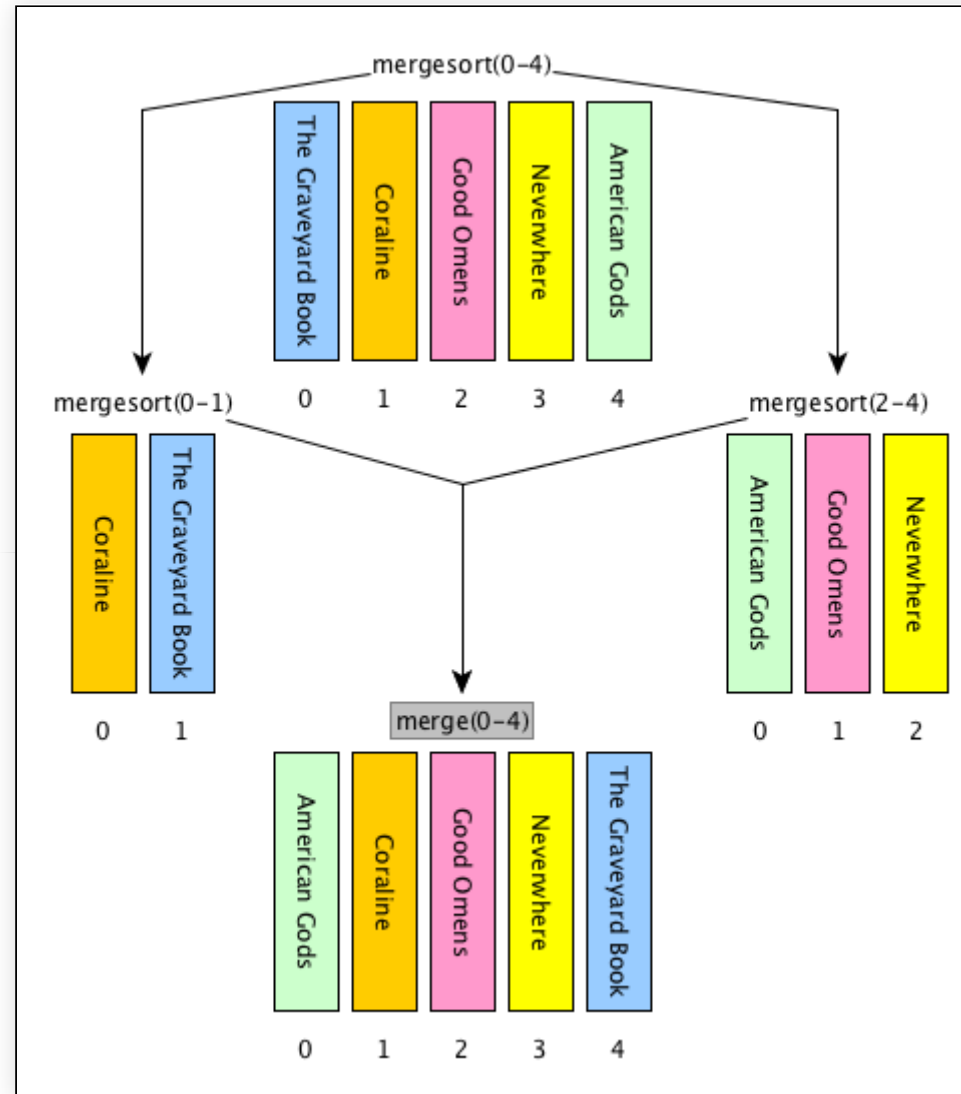 mergesort(0-4)
The Graveyard Book
Coraline
Good Omens
Neverwhere
American Gods
0 1 2 3 4
mergesort(0-1)
Coraline
The Graveyard Book
0 1
mergesort(2-4)
American Gods
Good Omens
Neverwhere
0 1 2
merge(0-4)
American Gods
Coraline
Good Omens
Neverwhere
The Graveyard Book
0 1 2 3 4